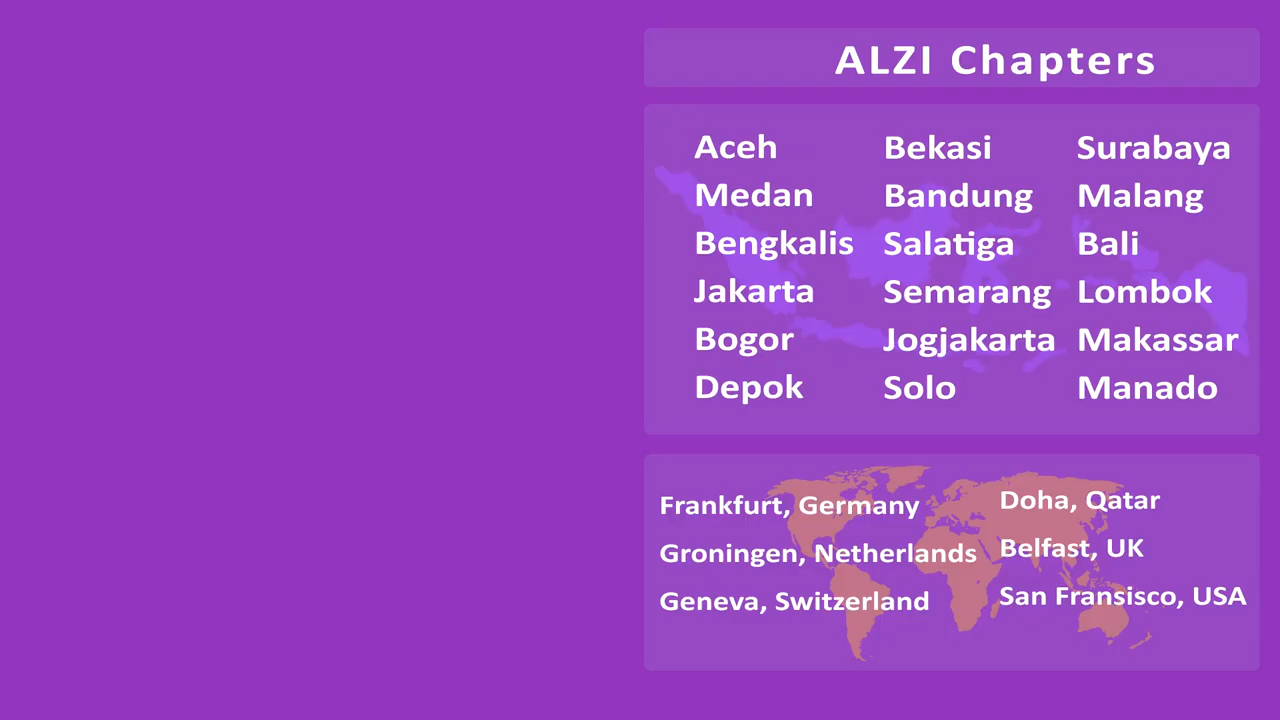 ALZI Chapters
Aceh
Medan
Bengkalis
Jakarta
Bogor
Depok
Bekasi
Bandung
Salatiga
Semarang
Jogjakarta
Solo
Surabaya
Malang
Bali
Lombok
Makassar
Manado
Frankfurt, Germany
Groningen, Netherlands
Geneva, Switzerland
Doha, Qatar
Belfast, UK
San Fransisco, USA